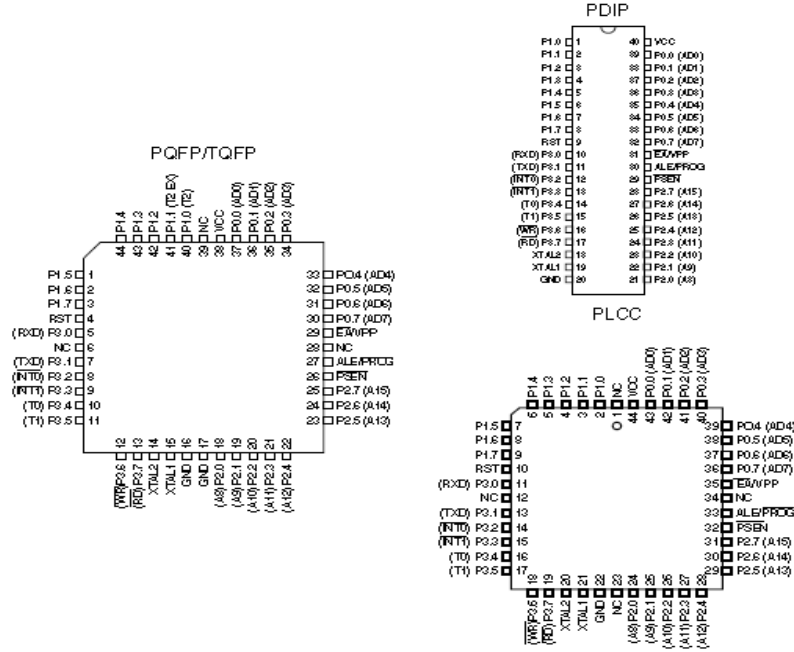 PDIP
P1.0 1 40 VCC
P1.1 2 39 P0.0 (AD0)
P1.2 3 38 P0.1 (AD1)
P1.3 4 37 P0.2 (AD2)
P1.4 5 36 P0.3 (AD3)
P1.5 6 35 P0.4 (AD4)
P1.6 7 34 P0.5 (AD5)
P1.7 8 33 P0.6 (AD6)
RST 9 32 P0.7 (AD7)
(RXD) P3.0 10 31 EA/VPP
(TXD) P3.1 11 30 ALE/PROG
(INT0) P3.2 12 29 PSEN
(INT1) P3.3 13 28 P2.7 (A15)
(T0) P3.4 14 27 P2.6 (A14)
(T1) P3.5 15 26 P2.5 (A13)
(WR) P3.6 16 25 P2.4 (A12)
(RD) P3.7 17 24 P2.3 (A11)
XTAL2 18 23 P2.2 (A10)
XTAL1 19 22 P2.1 (A9)
GND 20 21 P2.0 (A8)
PQFP/TQFP
P1.4
P1.3
P1.2
P1.1 (T2 EX)
P1.0 (T2)
NC
VCC
P0.0 (AD0)
P0.1 (AD1)
P0.2 (AD2)
P0.3 (AD3)
44 43 42 41 40 39 38 37 36 35 34
P1.5 1 33 P0.4 (AD4)
P1.6 2 32 P0.5 (AD5)
P1.7 3 31 P0.6 (AD6)
RST 4 30 P0.7 (AD7)
(RXD) P3.0 5 29 EA/VPP
NC 6 28 NC
(TXD) P3.1 7 27 ALE/PROG
(INT0) P3.2 8 26 PSEN
(INT1) P3.3 9 25 P2.7 (A15)
(T0) P3.4 10 24 P2.6 (A14)
(T1) P3.5 11 23 P2.5 (A13)
12 13 14 15 16 17 18 19 20 21 22
(WR) P3.6
(RD) P3.7
XTAL2
XTAL1
GND
GND
(A8) P2.0
(A9) P2.1
(A10) P2.2
(A11) P2.3
(A12) P2.4
PLCC
P1.4
P1.3
P1.2
P1.1
P1.0
NC
VCC
P0.0 (AD0)
P0.1 (AD1)
P0.2 (AD2)
P0.3 (AD3)
6 5 4 3 2 1 44 43 42 41 40
P1.5 7 39 P0.4 (AD4)
P1.6 8 38 P0.5 (AD5)
P1.7 9 37 P0.6 (AD6)
RST 10 36 P0.7 (AD7)
(RXD) P3.0 11 35 EA/VPP
NC 12 34 NC
(TXD) P3.1 13 33 ALE/PROG
(INT0) P3.2 14 32 PSEN
(INT1) P3.3 15 31 P2.7 (A15)
(T0) P3.4 16 30 P2.6 (A14)
(T1) P3.5 17 29 P2.5 (A13)
18 19 20 21 22 23 24 25 26 27 28
(WR) P3.6
(RD) P3.7
XTAL2
XTAL1
GND
NC
(A8) P2.0
(A9) P2.1
(A10) P2.2
(A11) P2.3
(A12) P2.4